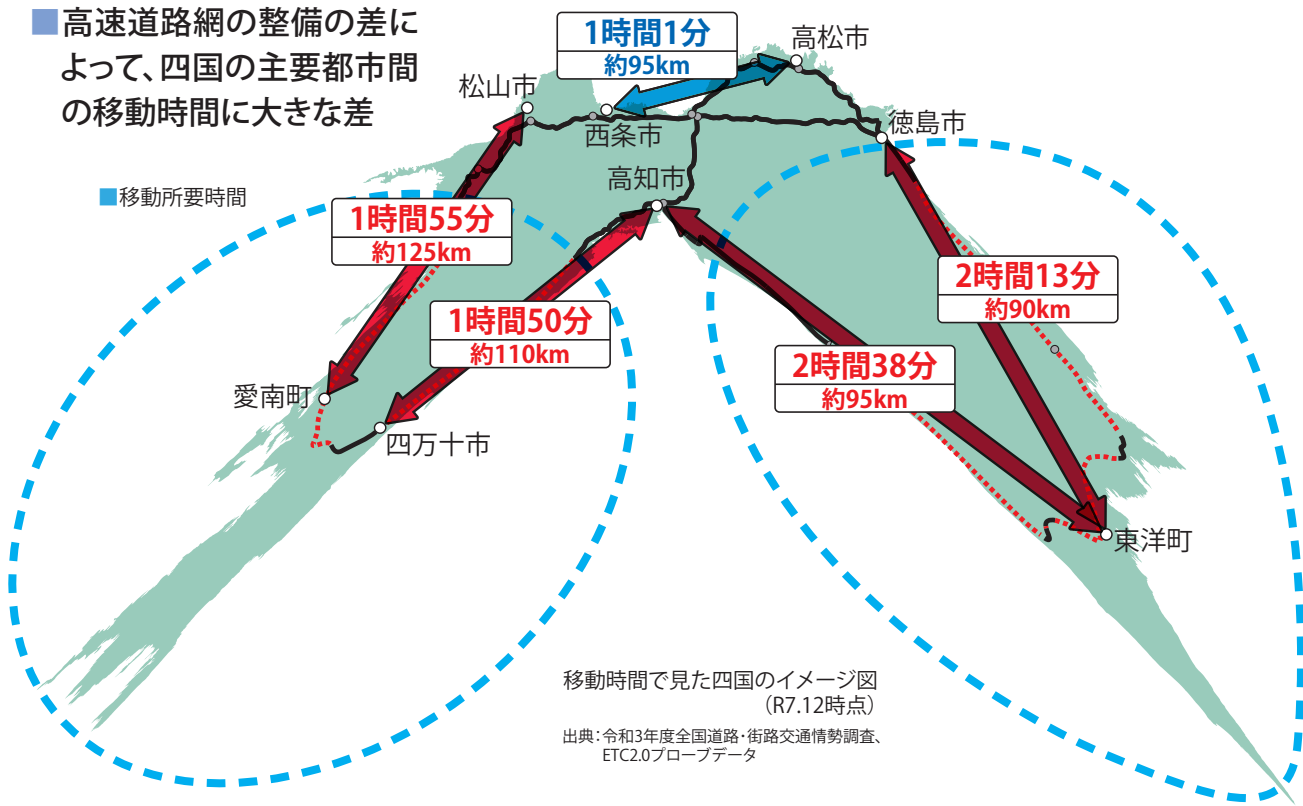 ■高速道路網の整備の差に
よって、四国の主要都市間
の移動時間に大きな差
■移動所要時間
1時間1分
約95km
高松市
松山市
西条市
徳島市
高知市
1時間55分
約125km
2時間13分
約90km
1時間50分
約110km
2時間38分
約95km
愛南町
四万十市
東洋町
移動時間で見た四国のイメージ図
(R7.12時点)
出典：令和3年度全国道路・街路交通情勢調査、
ETC2.0プローブデータ